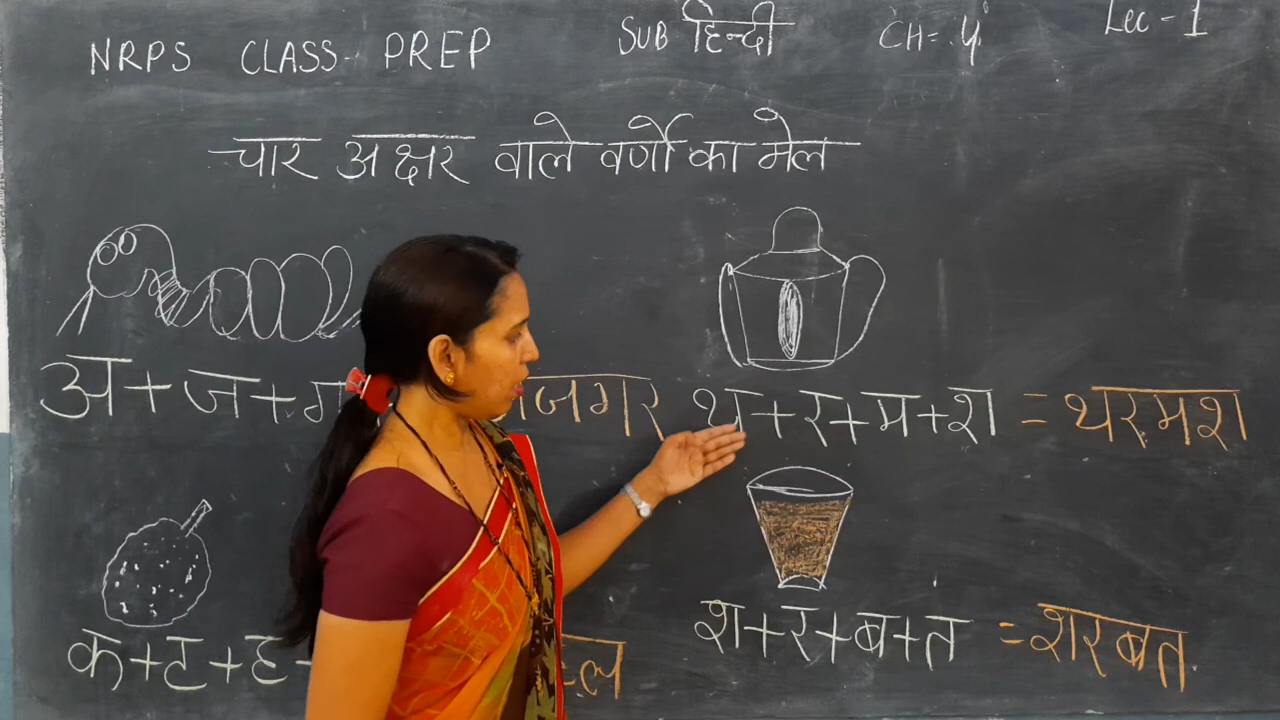 NRPS CLASS- PREP SUB हिन्दी CH= 4 Lec - 1
चार अक्षर वाले वर्णो का मेल
अ+ज+ग जगर थ+र+म+श = थरमश
क+ट+ह+ ल श+र+ब+त = शरबत